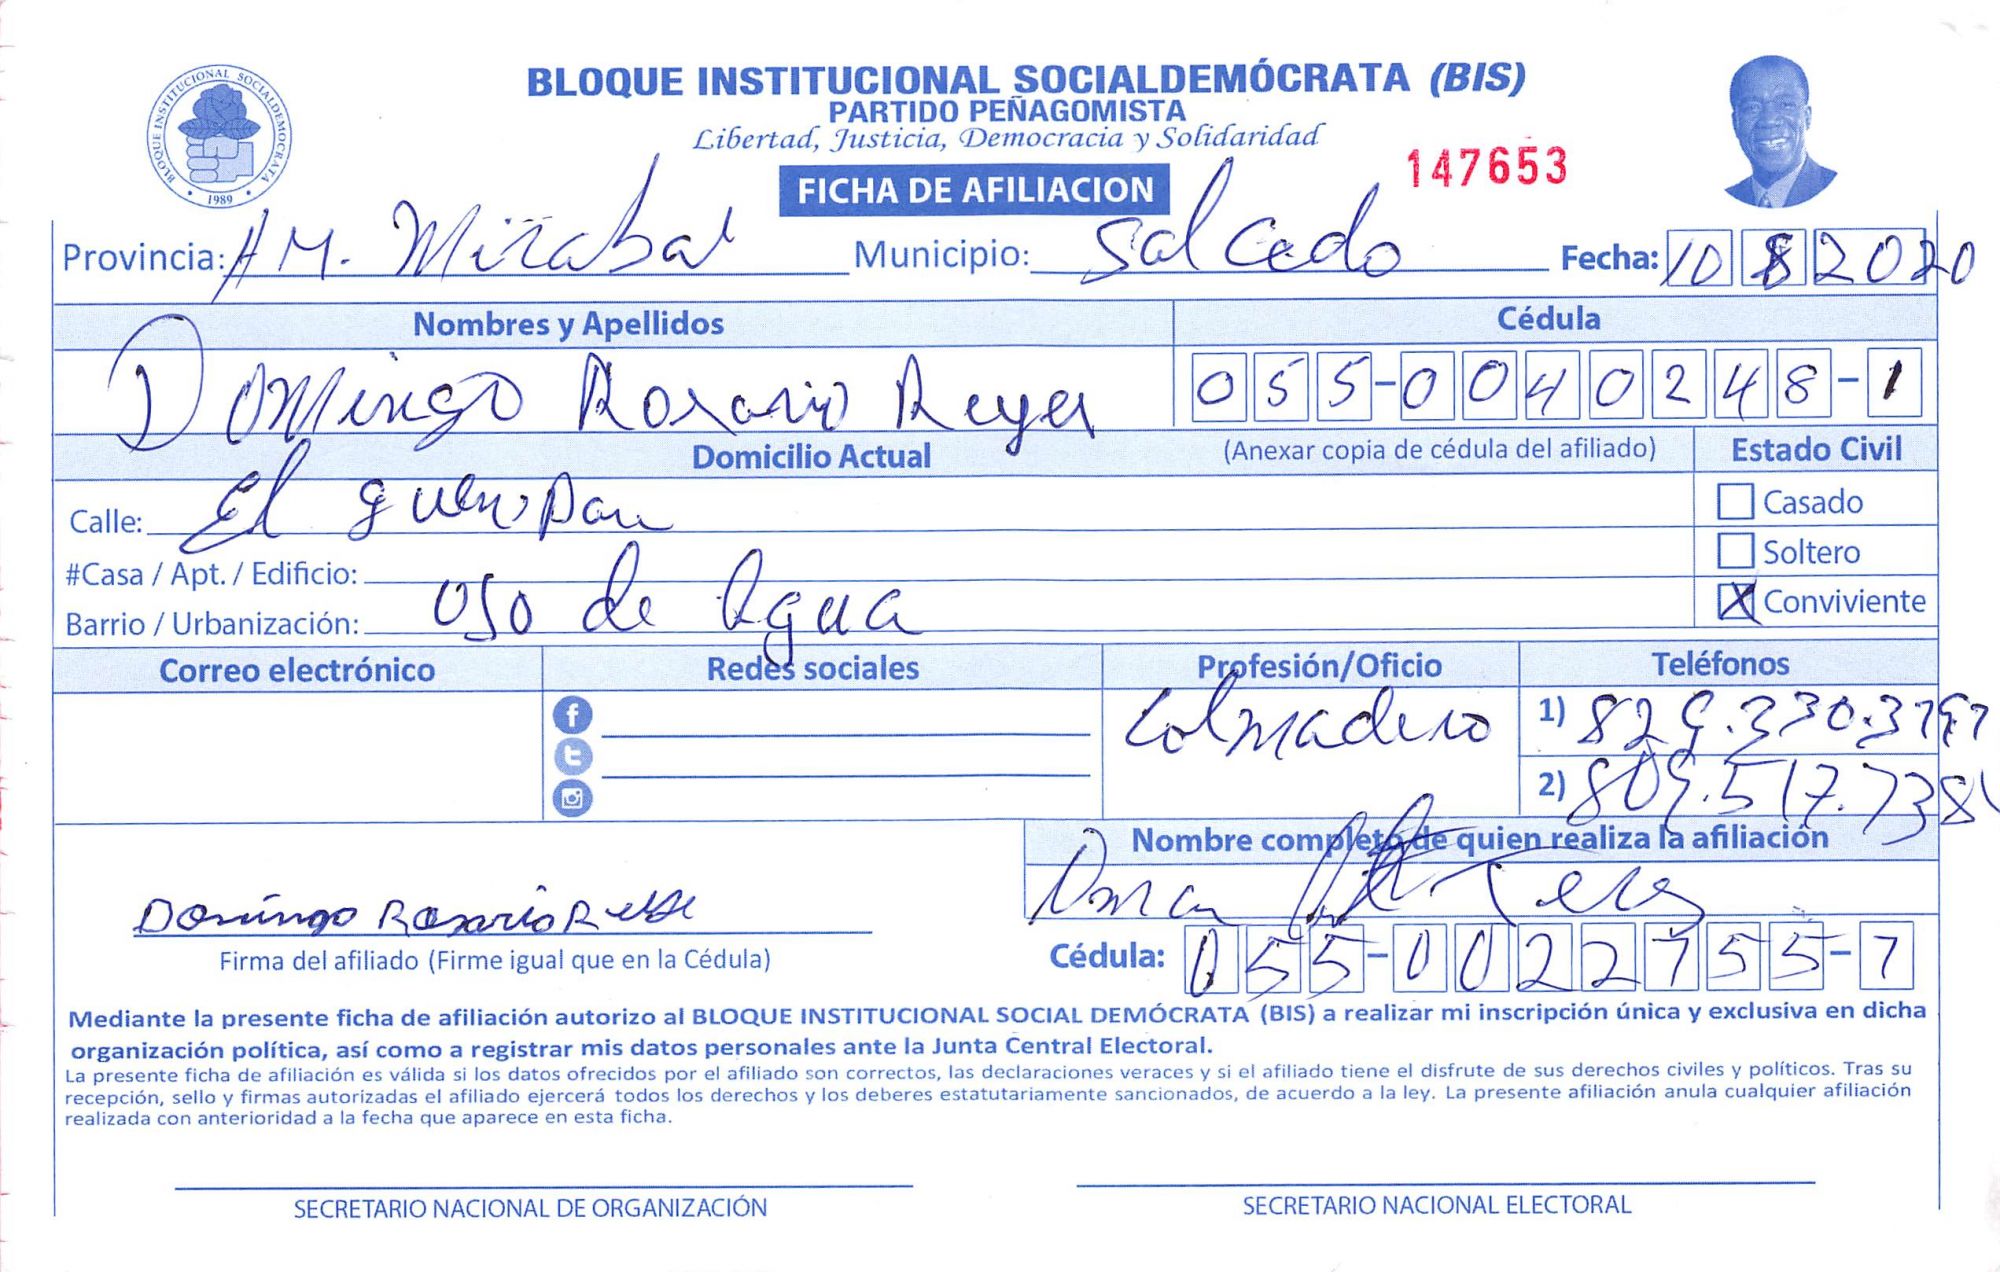 BLOQUE INSTITUCIONAL SOCIALDEMOCRATA
1989
BLOQUE INSTITUCIONAL SOCIALDEMÓCRATA (BIS)
PARTIDO PEÑAGOMISTA
Libertad, Justicia, Democracia y Solidaridad
147653
FICHA DE AFILIACION
Provincia: HM. Mirabal Municipio: Salcedo Fecha: 10 8 2020
Nombres y Apellidos Cédula
Domingo Rosario Reyes 055-0040248-1
Domicilio Actual (Anexar copia de cédula del afiliado) Estado Civil
Calle: El Casado
#Casa / Apt. / Edificio: Soltero
Barrio / Urbanización: de Agua X Conviviente
Correo electrónico Redes sociales Profesión/Oficio Teléfonos
Colmadero 1) 829.330.
2) 809.517.
Nombre completo de quien realiza la afiliación
Domingo Rosario
Firma del afiliado (Firme igual que en la Cédula) Cédula: 055-0022755-7
Mediante la presente ficha de afiliación autorizo al BLOQUE INSTITUCIONAL SOCIAL DEMÓCRATA (BIS) a realizar mi inscripción única y exclusiva en dicha
organización política, así como a registrar mis datos personales ante la Junta Central Electoral.
La presente ficha de afiliación es válida si los datos ofrecidos por el afiliado son correctos, las declaraciones veraces y si el afiliado tiene el disfrute de sus derechos civiles y políticos. Tras su
recepción, sello y firmas autorizadas el afiliado ejercerá todos los derechos y los deberes estatutariamente sancionados, de acuerdo a la ley. La presente afiliación anula cualquier afiliación
realizada con anterioridad a la fecha que aparece en esta ficha.
SECRETARIO NACIONAL DE ORGANIZACIÓN SECRETARIO NACIONAL ELECTORAL